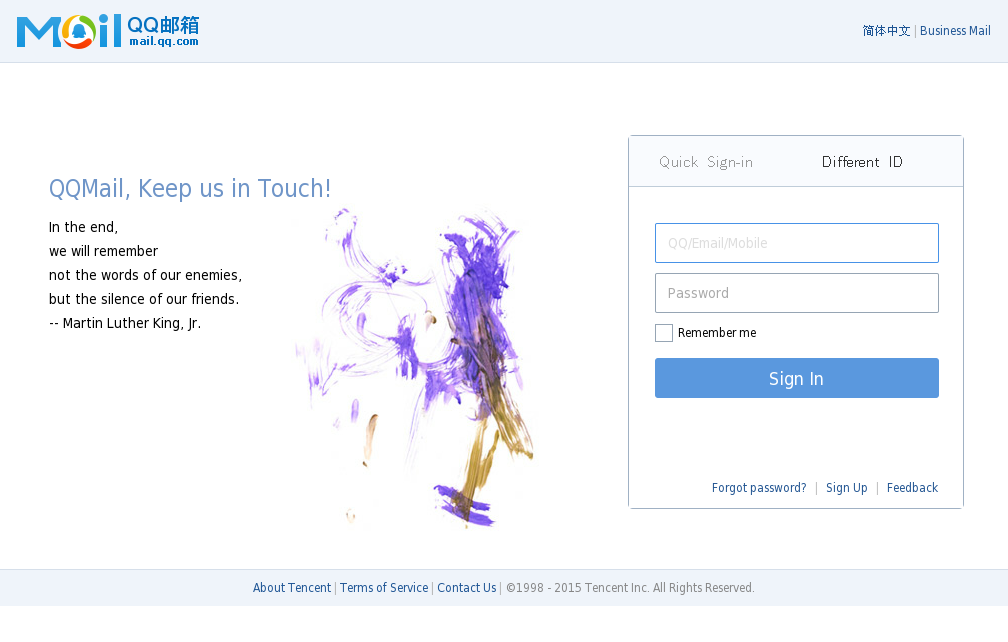 Mail QQ邮箱
mail.qq.com
简体中文 | Business Mail
QQMail, Keep us in Touch!
In the end,
we will remember
not the words of our enemies,
but the silence of our friends.
-- Martin Luther King, Jr.
Quick Sign-in
Different ID
QQ/Email/Mobile
Password
Remember me
Sign In
Forgot password? | Sign Up | Feedback
About Tencent | Terms of Service | Contact Us | ©1998 - 2015 Tencent Inc. All Rights Reserved.